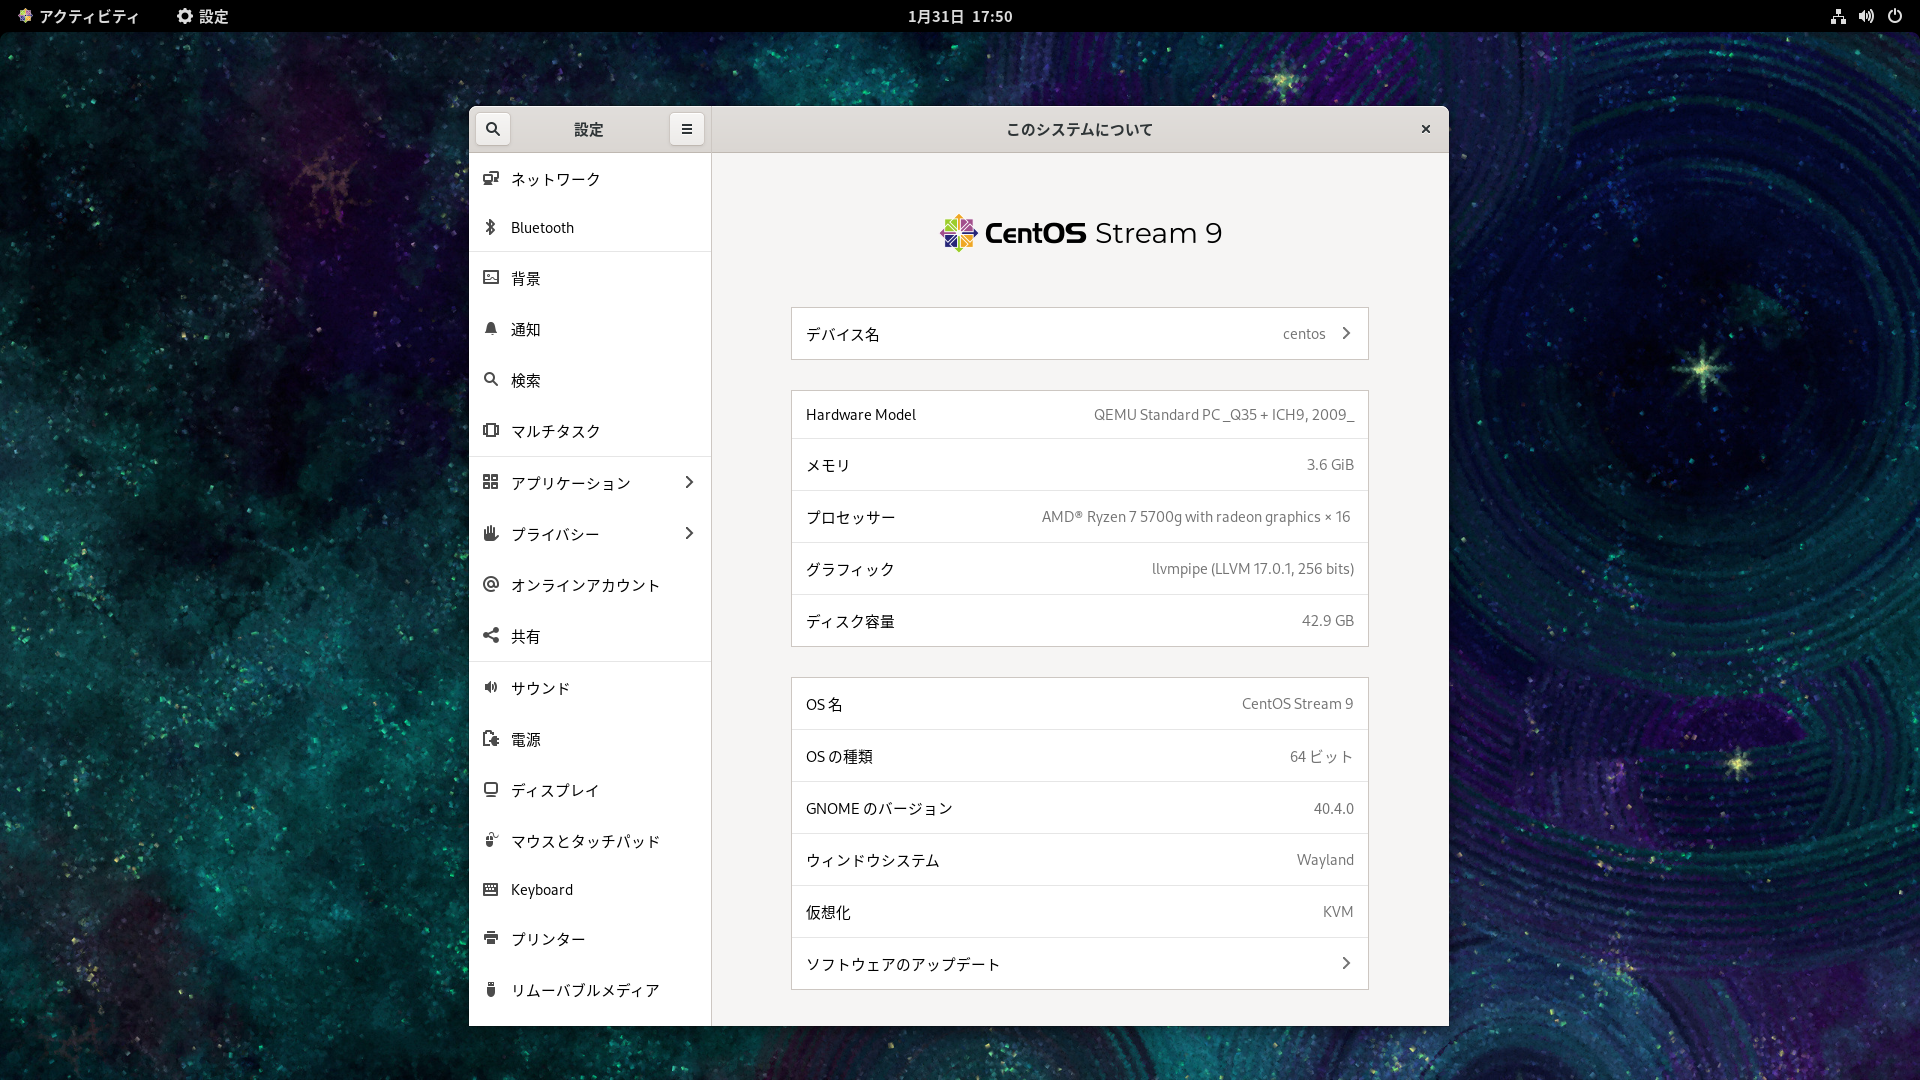 アクティビティ
設定
1月31日 17:50
設定
このシステムについて
ネットワーク
Bluetooth
背景
通知
検索
マルチタスク
アプリケーション
プライバシー
オンラインアカウント
共有
サウンド
電源
ディスプレイ
マウスとタッチパッド
Keyboard
プリンター
リムーバブルメディア
CentOS Stream 9
デバイス名 centos
Hardware Model QEMU Standard PC _Q35 + ICH9, 2009_
メモリ 3.6 GiB
プロセッサー AMD® Ryzen 7 5700g with radeon graphics × 16
グラフィック llvmpipe (LLVM 17.0.1, 256 bits)
ディスク容量 42.9 GB
OS 名 CentOS Stream 9
OS の種類 64 ビット
GNOME のバージョン 40.4.0
ウィンドウシステム Wayland
仮想化 KVM
ソフトウェアのアップデート